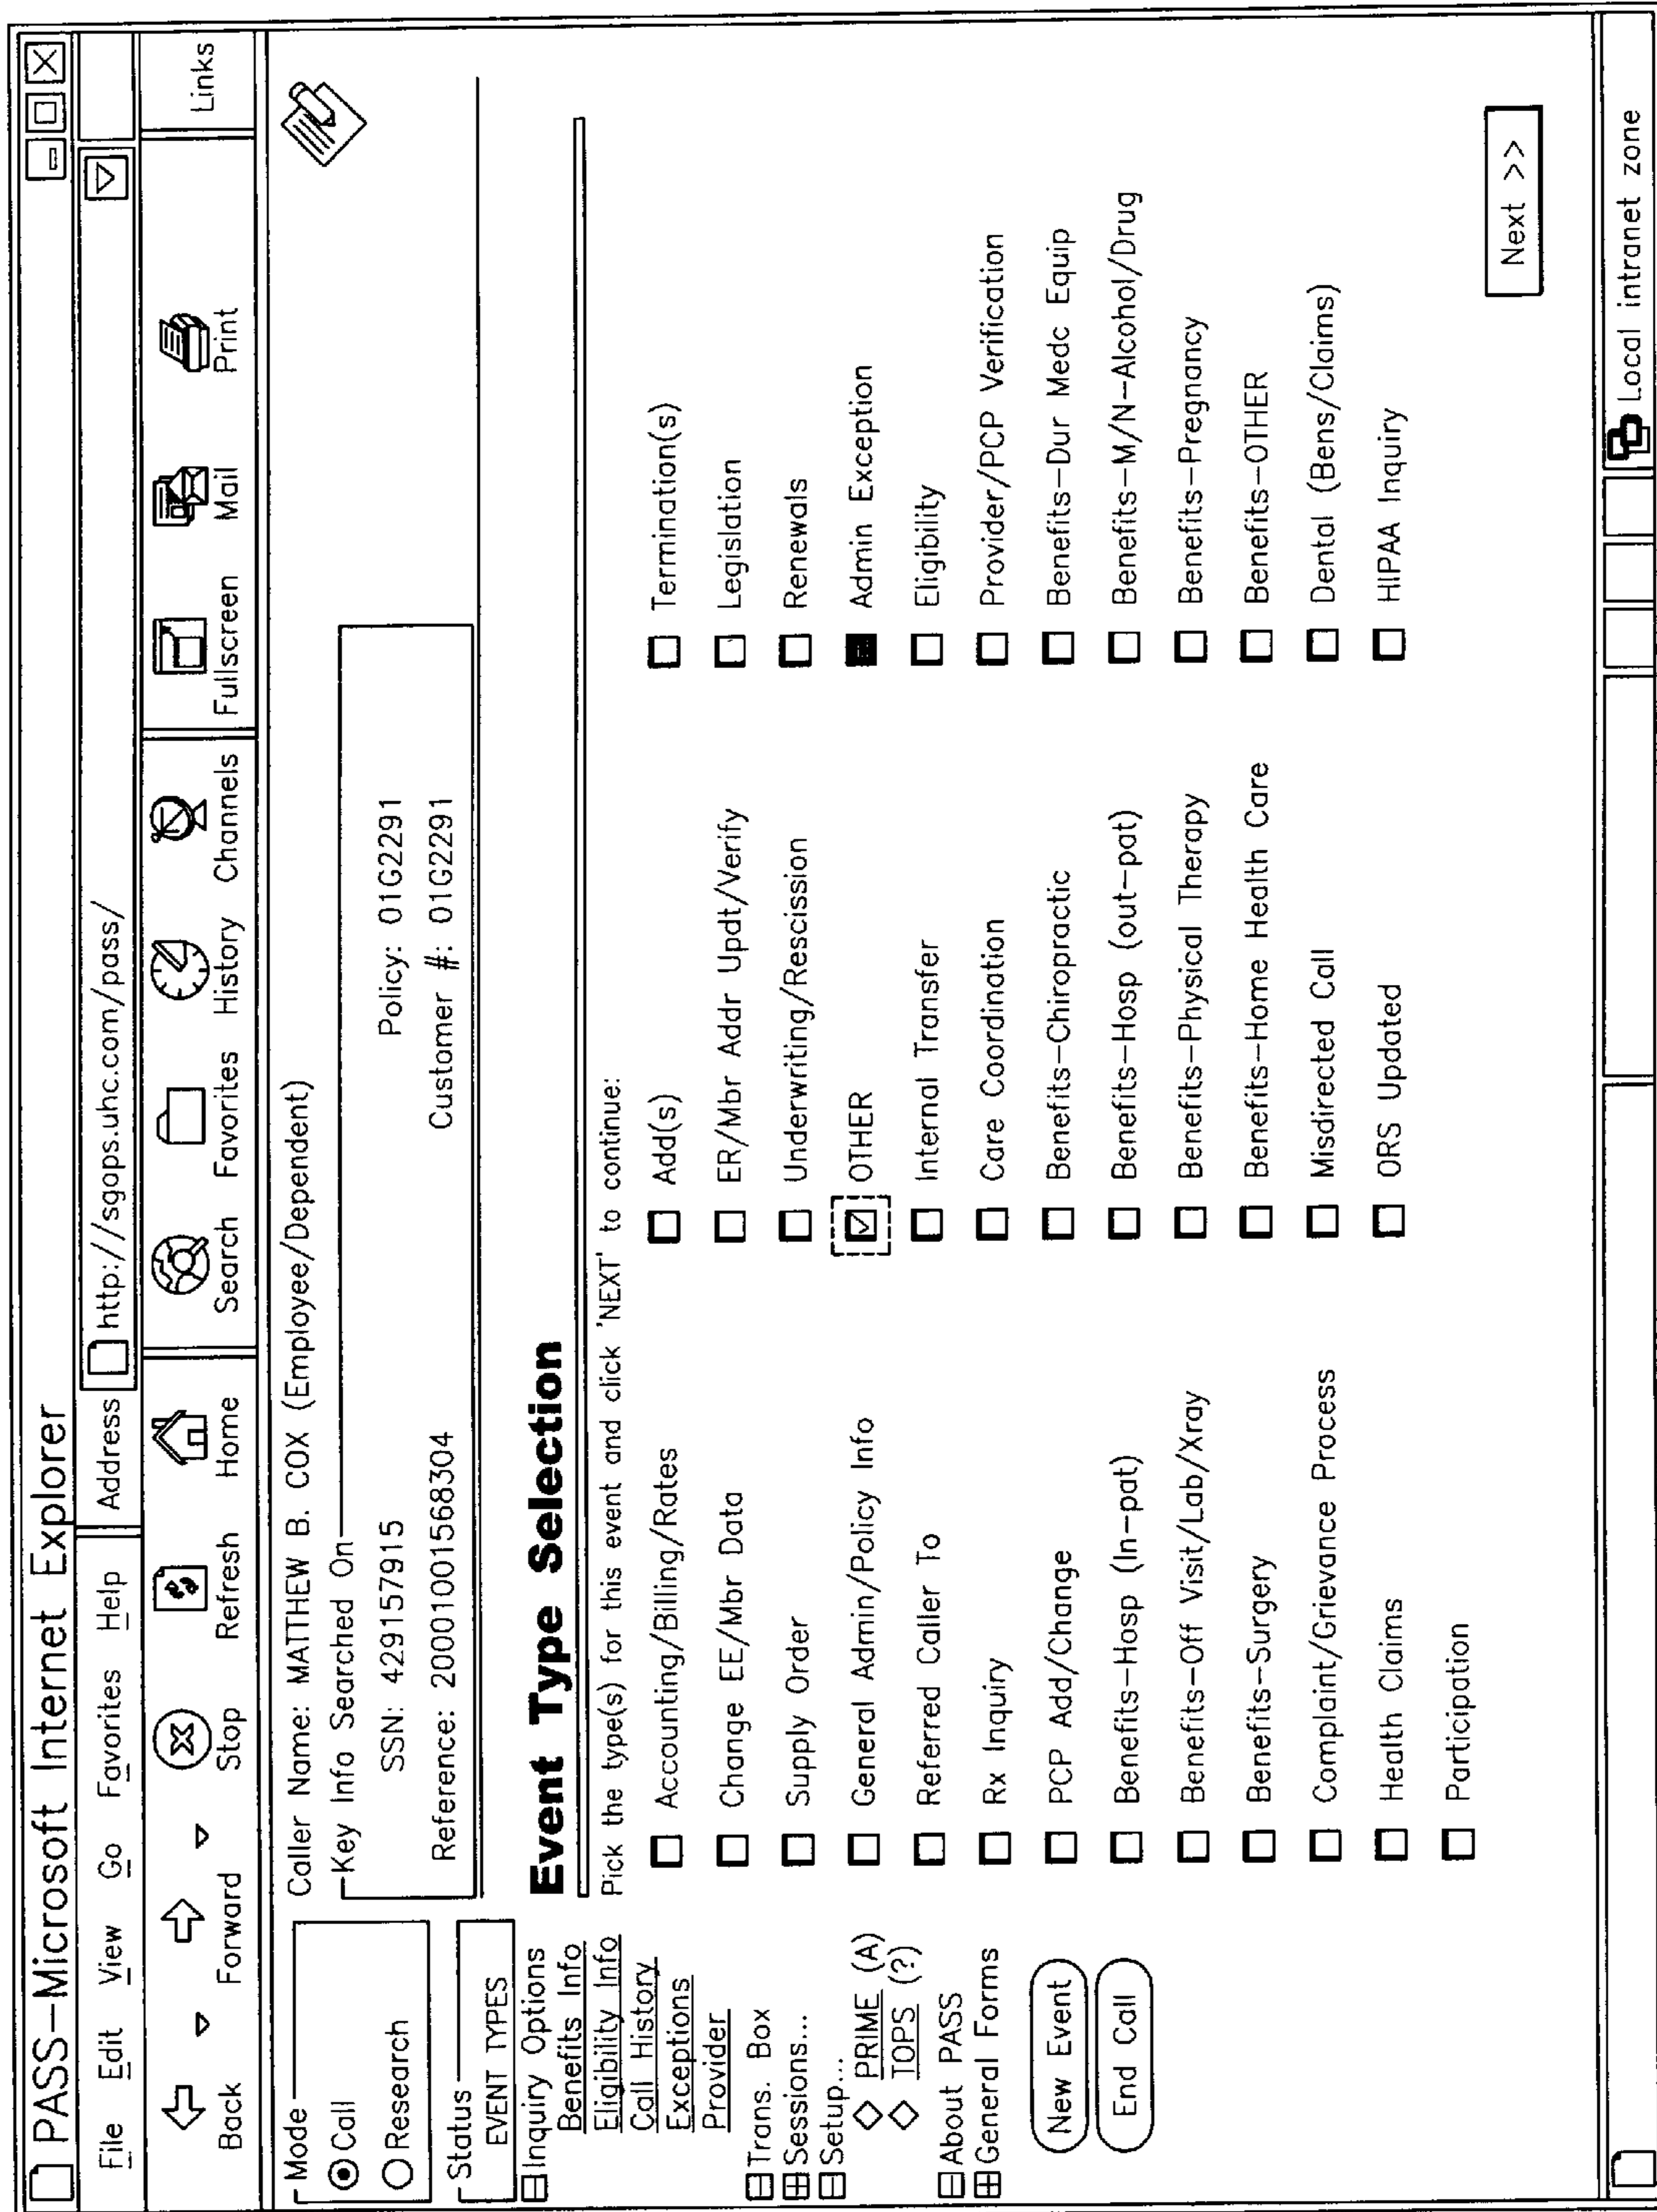 PASS-Microsoft Internet Explorer
File Edit View Go Favorites Help Address http://sgops.uhc.com/pass/
Back Forward Stop Refresh Home Search Favorites History Channels Fullscreen Mail Print Links
Mode
Call
Research
Status
EVENT TYPES
Inquiry Options
Benefits Info
Eligibility Info
Call History
Exceptions
Provider
Trans. Box
Sessions...
Setup...
PRIME (A)
TOPS (?)
About PASS
General Forms
New Event
End Call
Caller Name: MATTHEW B. COX (Employee/Dependent)
Key Info Searched On
SSN: 429157915 Policy: 01G2291
Reference: 200010001568304 Customer #: 01G2291
Event Type Selection
Pick the type(s) for this event and click 'NEXT' to continue:
Accounting/Billing/Rates Add(s) Termination(s)
Change EE/Mbr Data ER/Mbr Addr Updt/Verify Legislation
Supply Order Underwriting/Rescission Renewals
General Admin/Policy Info OTHER Admin Exception
Referred Caller To Internal Transfer Eligibility
Rx Inquiry Care Coordination Provider/PCP Verification
PCP Add/Change Benefits-Chiropractic Benefits-Dur Medc Equip
Benefits-Hosp (In-pat) Benefits-Hosp (out-pat) Benefits-M/N-Alcohol/Drug
Benefits-Off Visit/Lab/Xray Benefits-Physical Therapy Benefits-Pregnancy
Benefits-Surgery Benefits-Home Health Care Benefits-OTHER
Complaint/Grievance Process Misdirected Call Dental (Bens/Claims)
Health Claims ORS Updated HIPAA Inquiry
Participation
Next >>
Local intranet zone